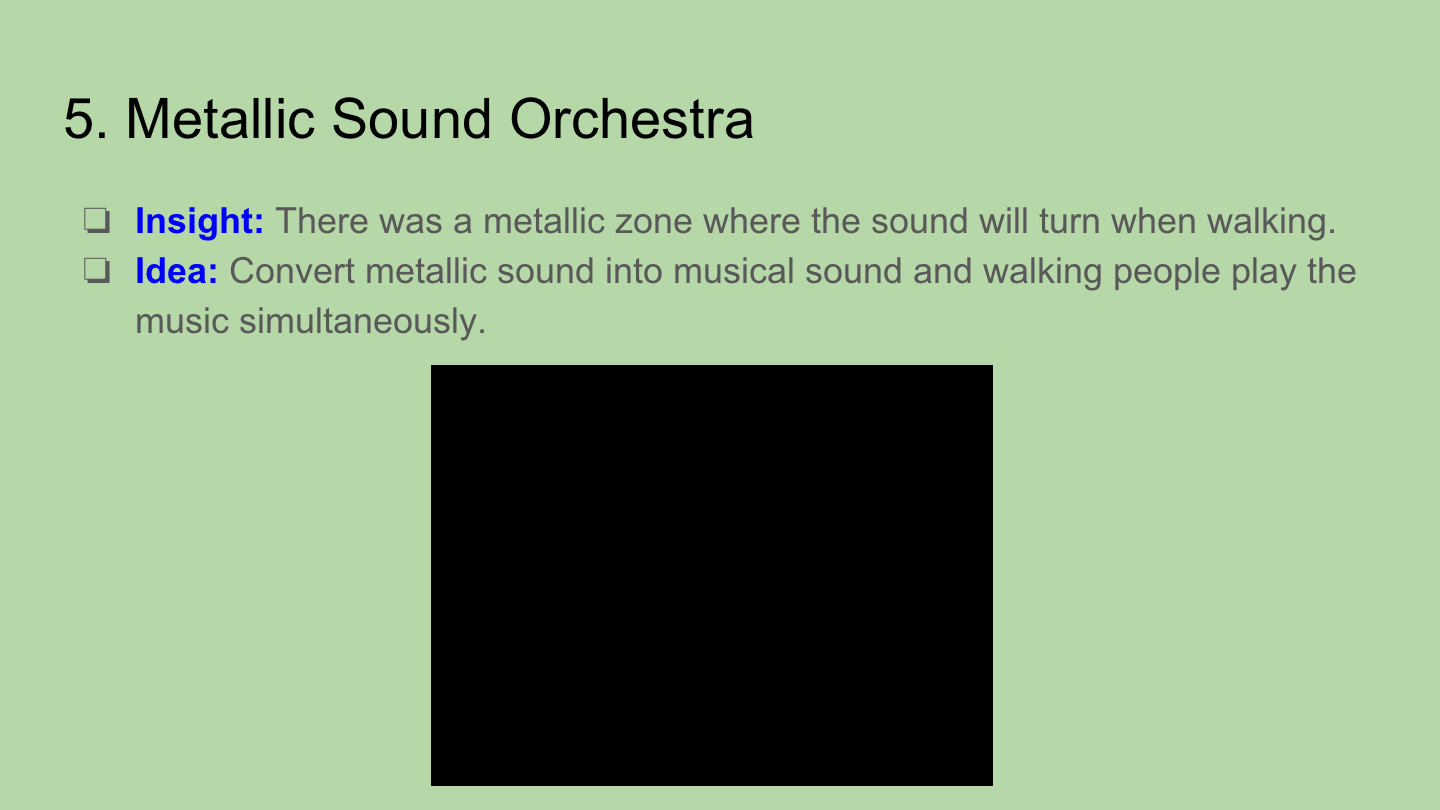 5. Metallic Sound Orchestra
❏ Insight: There was a metallic zone where the sound will turn when walking.
❏ Idea: Convert metallic sound into musical sound and walking people play the
music simultaneously.